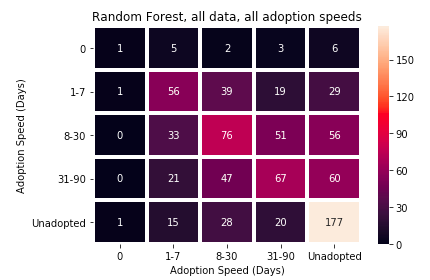 Random Forest, all data, all adoption speeds
Adoption Speed (Days)
0 1 5 2 3 6
1-7 1 56 39 19 29
8-30 0 33 76 51 56
31-90 0 21 47 67 60
Unadopted 1 15 28 20 177
0 1-7 8-30 31-90 Unadopted
Adoption Speed (Days)
150
120
90
60
30
0